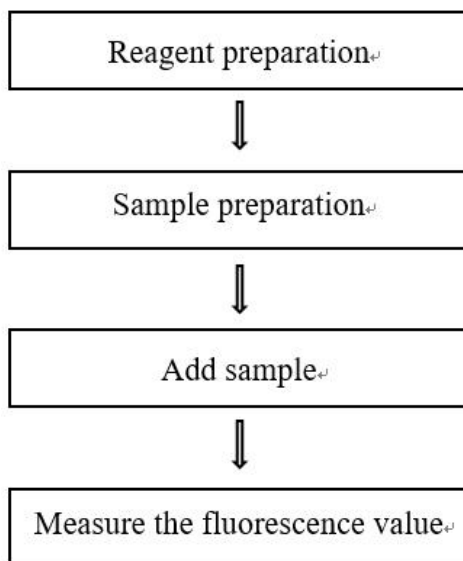 Reagent preparation
Sample preparation
Add sample
Measure the fluorescence value